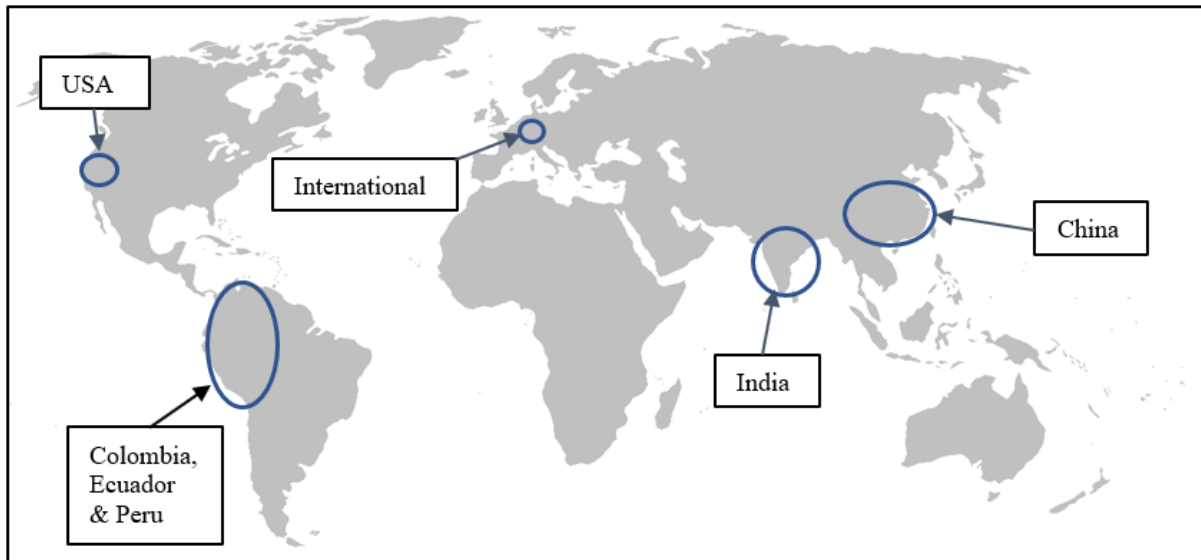 USA
International
China
India
Colombia,
Ecuador
& Peru